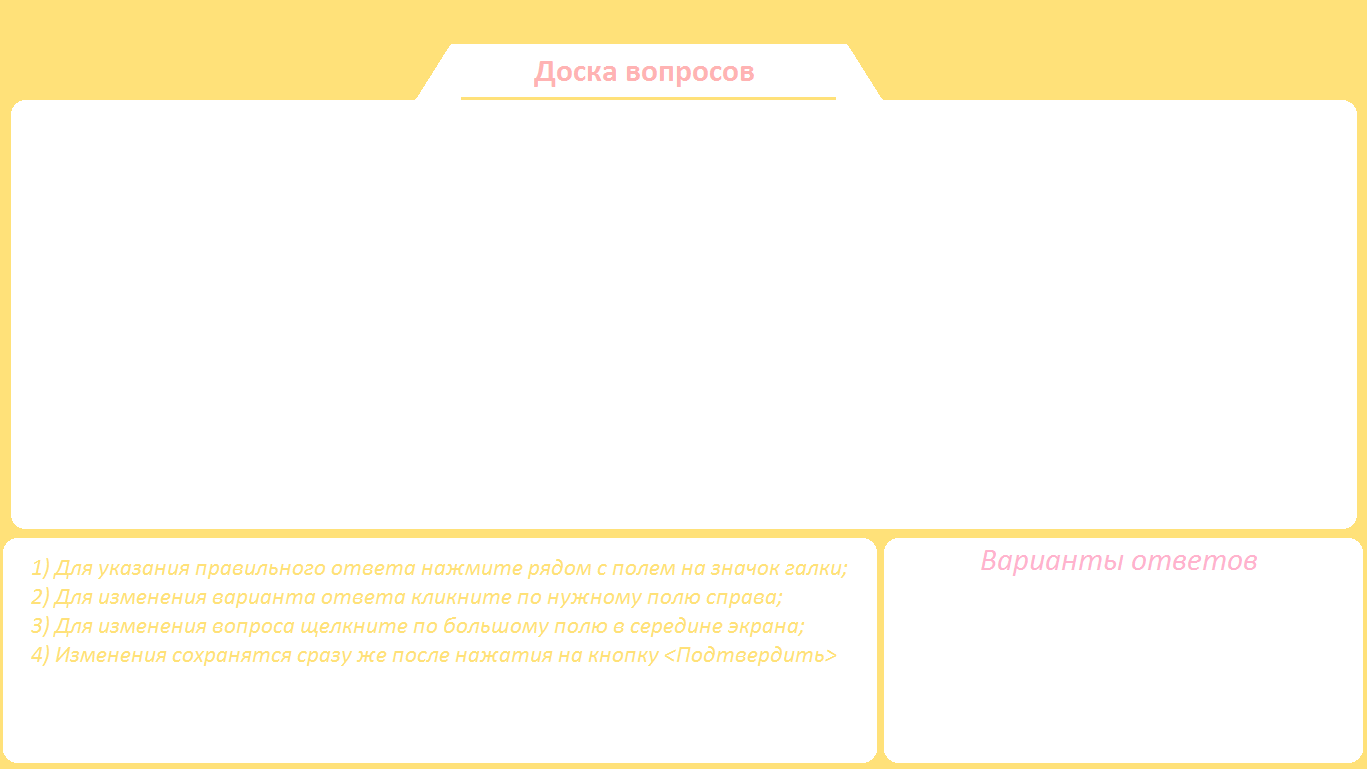 Доска вопросов
1) Для указания правильного ответа нажмите рядом с полем на значок галки;
2) Для изменения варианта ответа кликните по нужному полю справа;
3) Для изменения вопроса щелкните по большому полю в середине экрана;
4) Изменения сохранятся сразу же после нажатия на кнопку <Подтвердить>
Варианты ответов